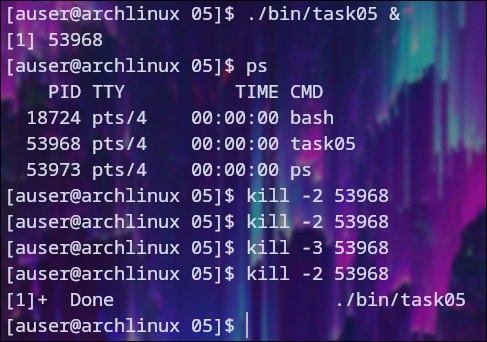 [auser@archlinux 05]$ ./bin/task05 &
[1] 53968
[auser@archlinux 05]$ ps
    PID TTY          TIME CMD
  18724 pts/4    00:00:00 bash
  53968 pts/4    00:00:00 task05
  53973 pts/4    00:00:00 ps
[auser@archlinux 05]$ kill -2 53968
[auser@archlinux 05]$ kill -2 53968
[auser@archlinux 05]$ kill -3 53968
[auser@archlinux 05]$ kill -2 53968
[1]+  Done                    ./bin/task05
[auser@archlinux 05]$